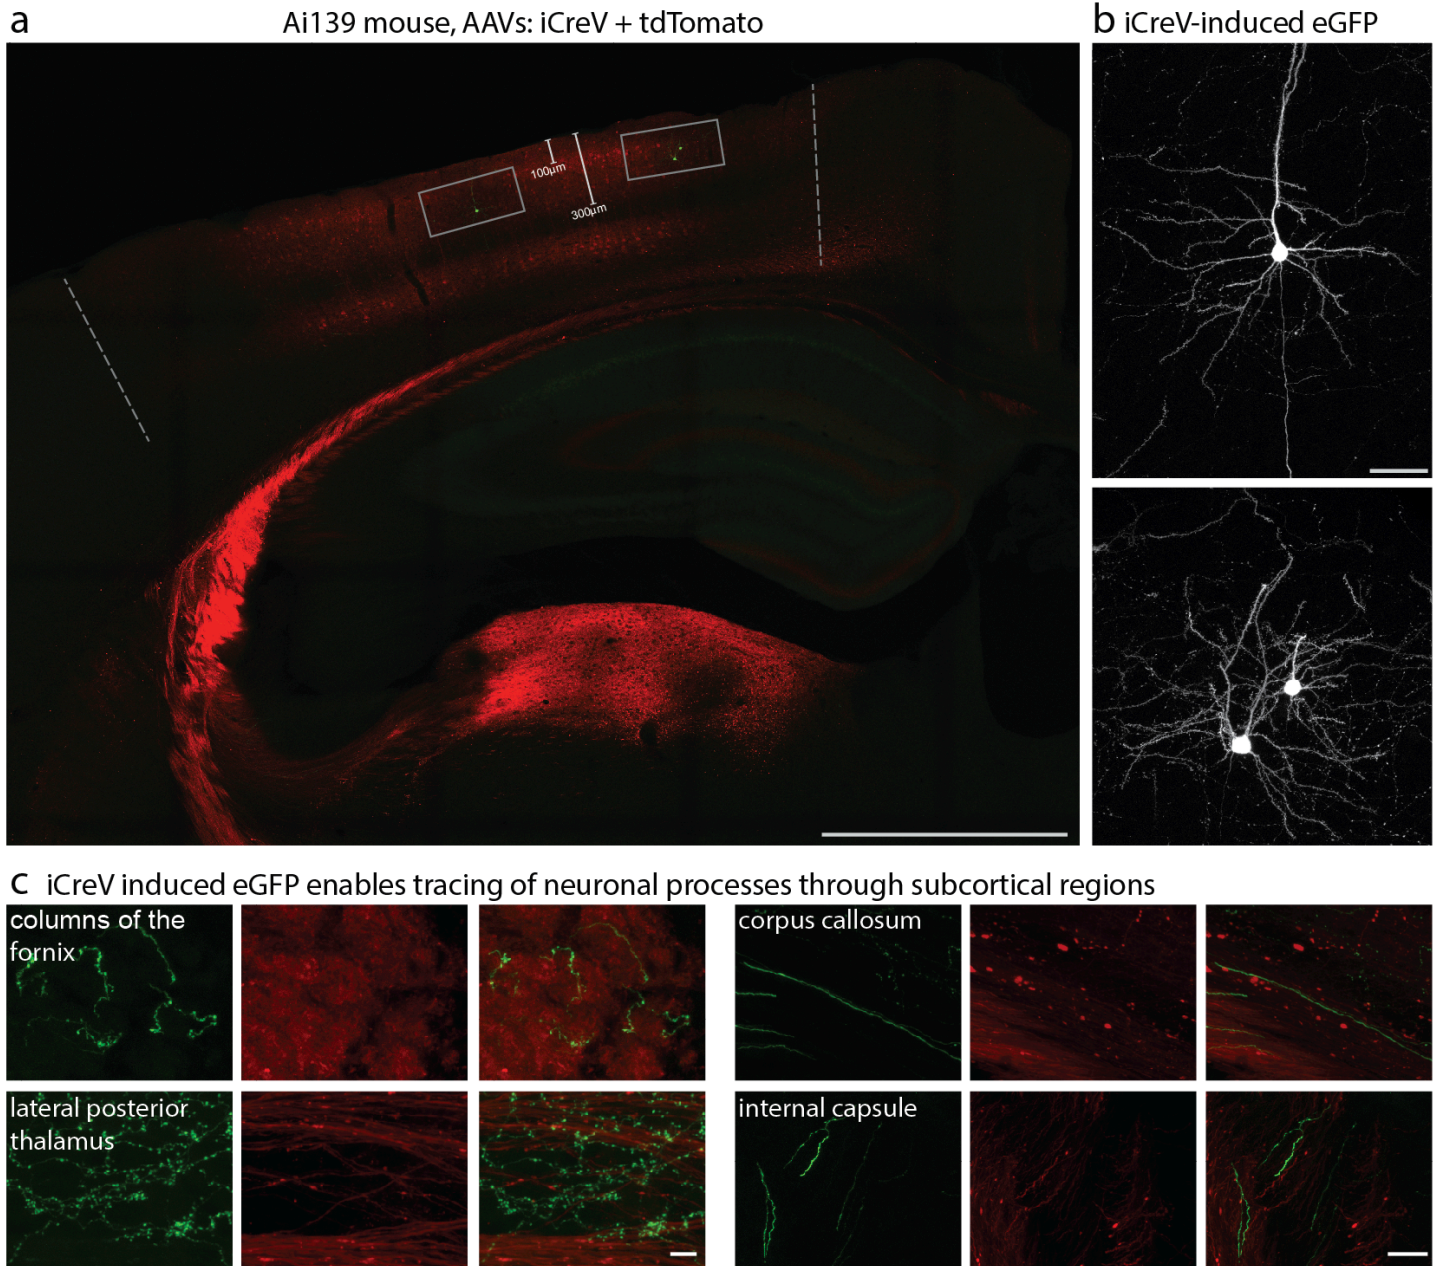 a
Ai139 mouse, AAVs: iCreV + tdTomato
100µm
300µm
b iCreV-induced eGFP
c iCreV induced eGFP enables tracing of neuronal processes through subcortical regions
columns of the
fornix
corpus callosum
lateral posterior
thalamus
internal capsule